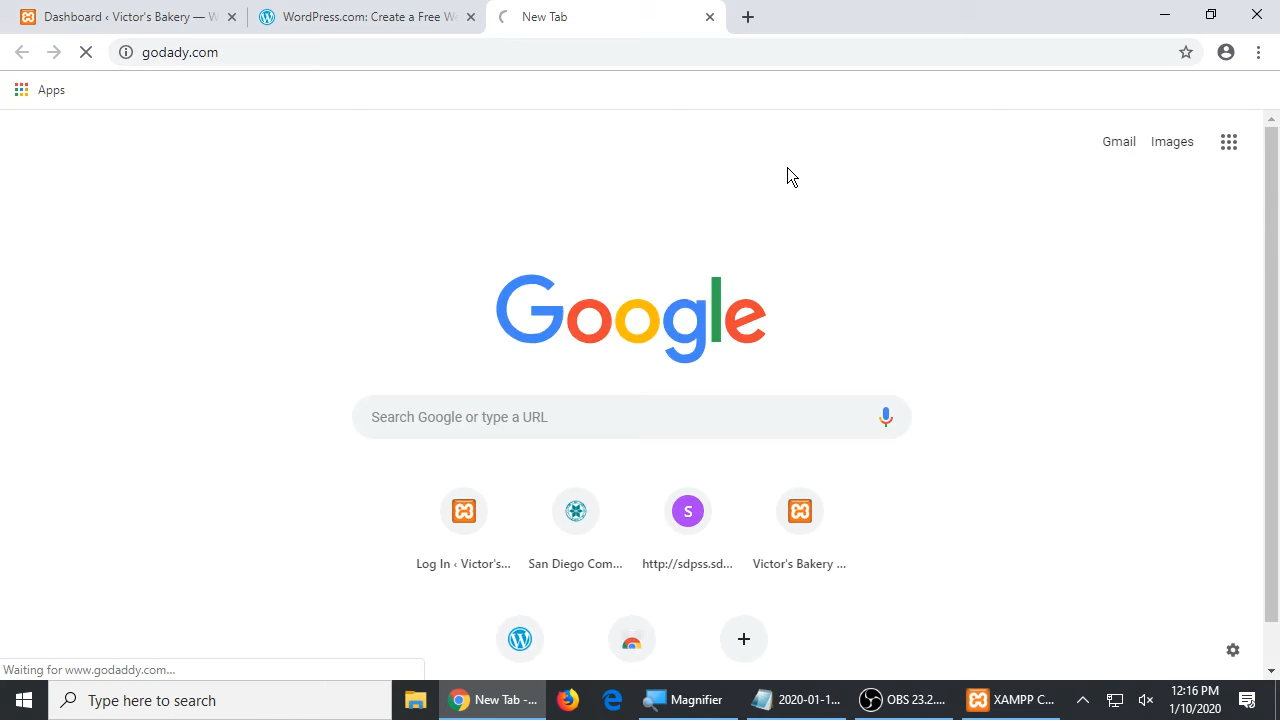 Dashboard ‹ Victor's Bakery — W
WordPress.com: Create a Free We
New Tab
godady.com
Apps
Gmail
Images
Google
Search Google or type a URL
S
Log In ‹ Victor's...
San Diego Com...
http://sdpss.sd...
Victor's Bakery ...
Waiting for www.godaddy.com...
Type here to search
New Tab -...
Magnifier
2020-01-1...
OBS 23.2....
XAMPP C...
12:16 PM
1/10/2020